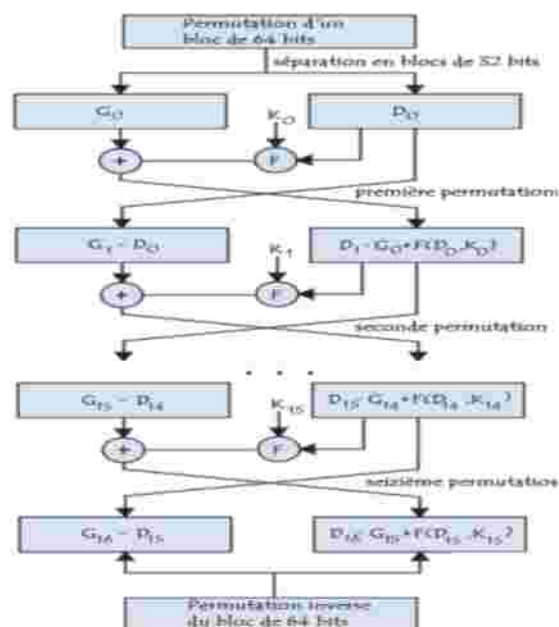 Permutation d'un
bloc de 64 bits
séparation en blocs de 32 bits
G₀
K₀
D₀
+
F
première permutation
G₁ = D₀
K₁
D₁ = G₀+F(D₀,K₀)
+
F
seconde permutation
. . .
G₁₅ = D₁₄
K₁₅
D₁₅= G₁₄+F(D₁₄,K₁₄)
+
F
seizième permutation
G₁₆ = D₁₅
D₁₆= G₁₅+F(D₁₅,K₁₅)
Permutation inverse
du bloc de 64 bits